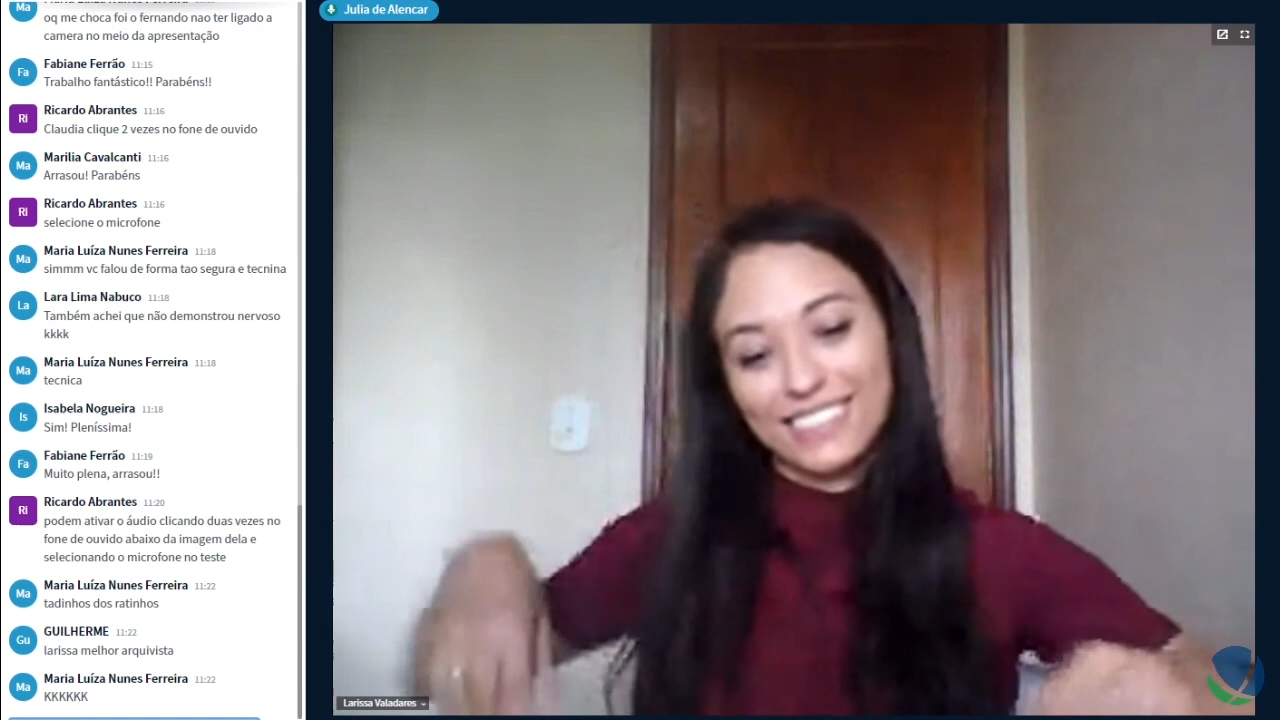 Maria Luíza Nunes Ferreira
oq me choca foi o fernando nao ter ligado a
camera no meio da apresentação
Fa
Fabiane Ferrão 11:15
Trabalho fantástico!! Parabéns!!
Ri
Ricardo Abrantes 11:16
Claudia clique 2 vezes no fone de ouvido
Ma
Marilia Cavalcanti 11:16
Arrasou! Parabéns
Ri
Ricardo Abrantes 11:16
selecione o microfone
Ma
Maria Luíza Nunes Ferreira 11:18
simmm vc falou de forma tao segura e tecnina
La
Lara Lima Nabuco 11:18
Também achei que não demonstrou nervoso
kkkk
Ma
Maria Luíza Nunes Ferreira 11:18
tecnica
Is
Isabela Nogueira 11:18
Sim! Pleníssima!
Fa
Fabiane Ferrão 11:19
Muito plena, arrasou!!
Ri
Ricardo Abrantes 11:20
podem ativar o áudio clicando duas vezes no
fone de ouvido abaixo da imagem dela e
selecionando o microfone no teste
Ma
Maria Luíza Nunes Ferreira 11:22
tadinhos dos ratinhos
Gu
GUILHERME 11:22
larissa melhor arquivista
Ma
Maria Luíza Nunes Ferreira 11:22
KKKKKK
Julia de Alencar
Larissa Valadares